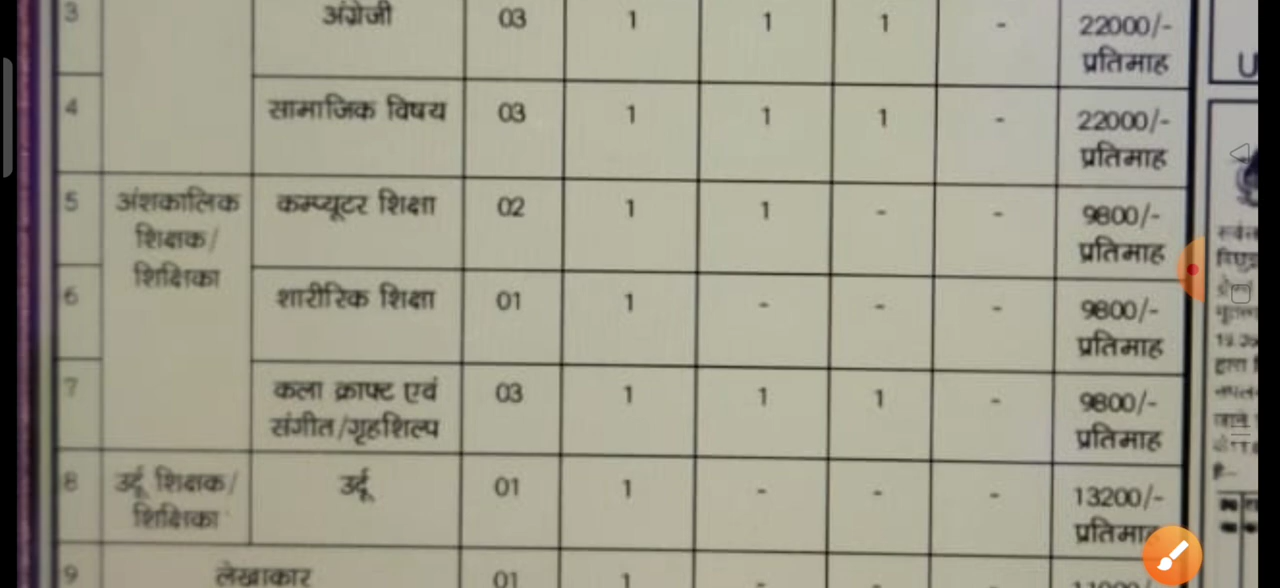 3 अंग्रेजी 03 1 1 1 - 22000/-
प्रतिमाह
4 सामाजिक विषय 03 1 1 1 - 22000/-
प्रतिमाह
5 अंशकालिक कम्प्यूटर शिक्षा 02 1 1 - - 9800/-
शिक्षक/ प्रतिमाह
शिक्षिका
6 शारीरिक शिक्षा 01 1 - - - 9800/-
प्रतिमाह
7 कला क्राफ्ट एवं 03 1 1 1 - 9800/-
संगीत/गृहशिल्प प्रतिमाह
8 उर्दू शिक्षक/ उर्दू 01 1 - - - 13200/-
शिक्षिका प्रतिमाह
9 लेखाकार 01 1 - - -
U